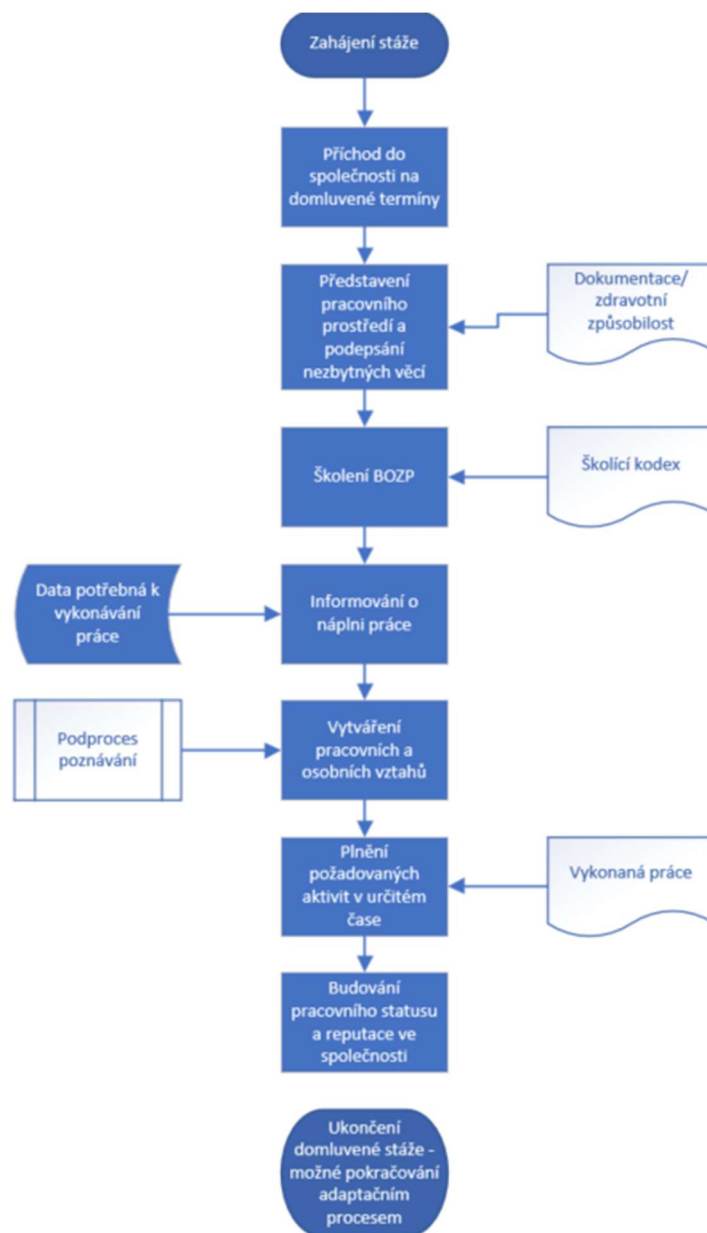 Zahájení stáže
Příchod do
společnosti na
domluvené termíny
Představení
pracovního
prostředí a
podepsání
nezbytných věcí
Dokumentace/
zdravotní
způsobilost
Školení BOZP
Školící kodex
Data potřebná k
vykonávání
práce
Informování o
náplni práce
Podproces
poznávání
Vytváření
pracovních a
osobních vztahů
Plnění
požadovaných
aktivit v určitém
čase
Vykonaná práce
Budování
pracovního statusu
a reputace ve
společnosti
Ukončení
domluvené stáže -
možné pokračování
adaptačním
procesem